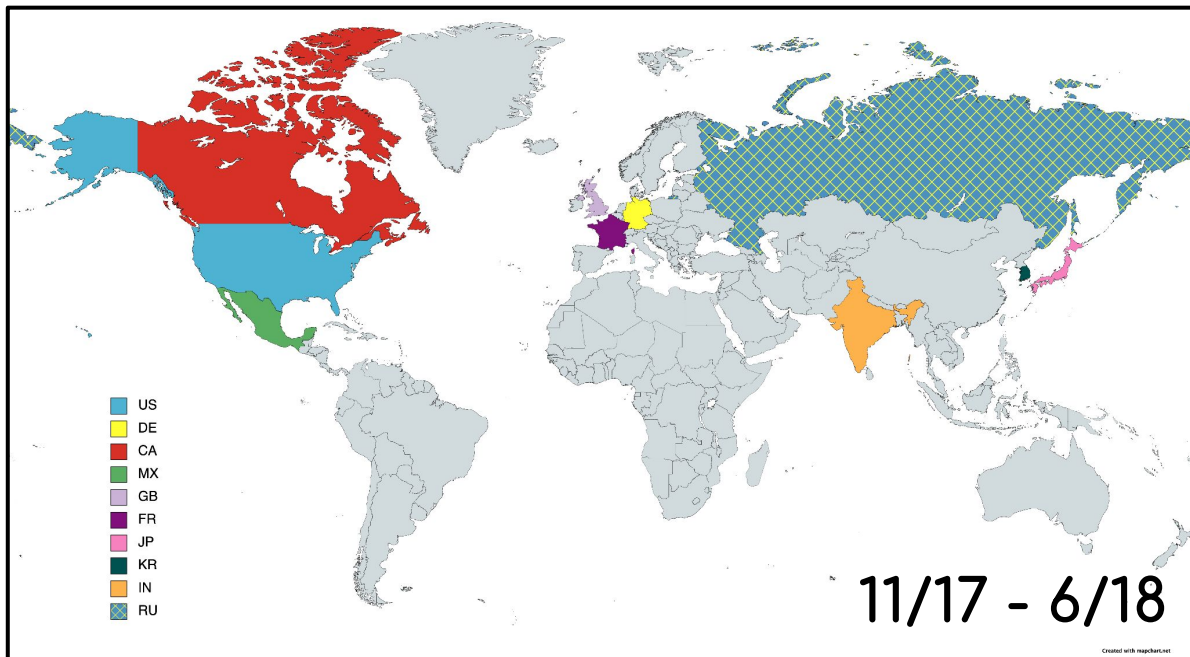 US
DE
CA
MX
GB
FR
JP
KR
IN
RU
11/17 - 6/18
Created with mapchart.net